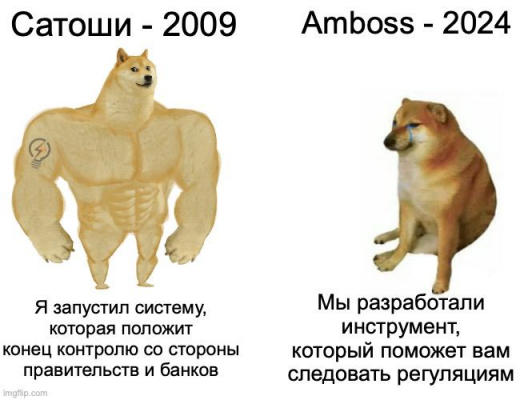 Сатоши - 2009
Amboss - 2024
Я запустил систему,
которая положит
конец контролю со стороны
правительств и банков
Мы разработали
инструмент,
который поможет вам
следовать регуляциям
imgflip.com